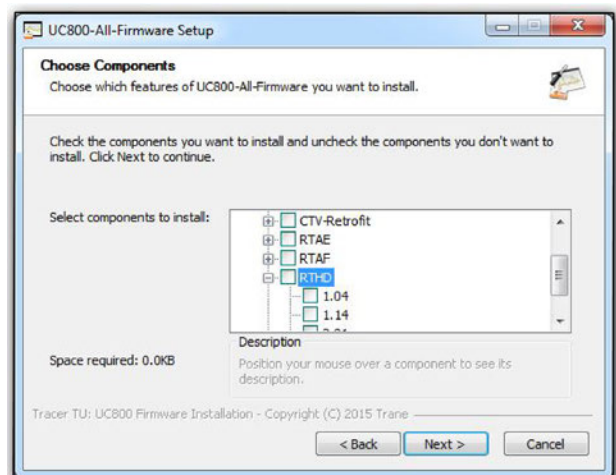 UC800-All-Firmware Setup
Choose Components
Choose which features of UC800-All-Firmware you want to install.
Check the components you want to install and uncheck the components you don't want to
install. Click Next to continue.
Select components to install:
CTV-Retrofit
RTAE
RTAF
RTHD
1.04
1.14
Space required: 0.0KB
Description
Position your mouse over a component to see its
description.
Tracer TU: UC800 Firmware Installation - Copyright (C) 2015 Trane
< Back
Next >
Cancel